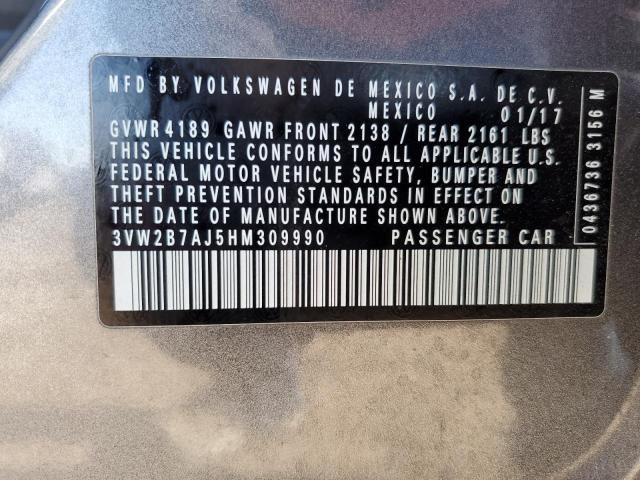 MFD BY VOLKSWAGEN DE MEXICO S.A. DE C.V.
MEXICO 01/17
GVWR 4189 GAWR FRONT 2138 / REAR 2161 LBS
THIS VEHICLE CONFORMS TO ALL APPLICABLE U.S.
FEDERAL MOTOR VEHICLE SAFETY, BUMPER AND
THEFT PREVENTION STANDARDS IN EFFECT ON
THE DATE OF MANUFACTURE SHOWN ABOVE.
3VW2B7AJ5HM309990 PASSENGER CAR
0436736 3156 M